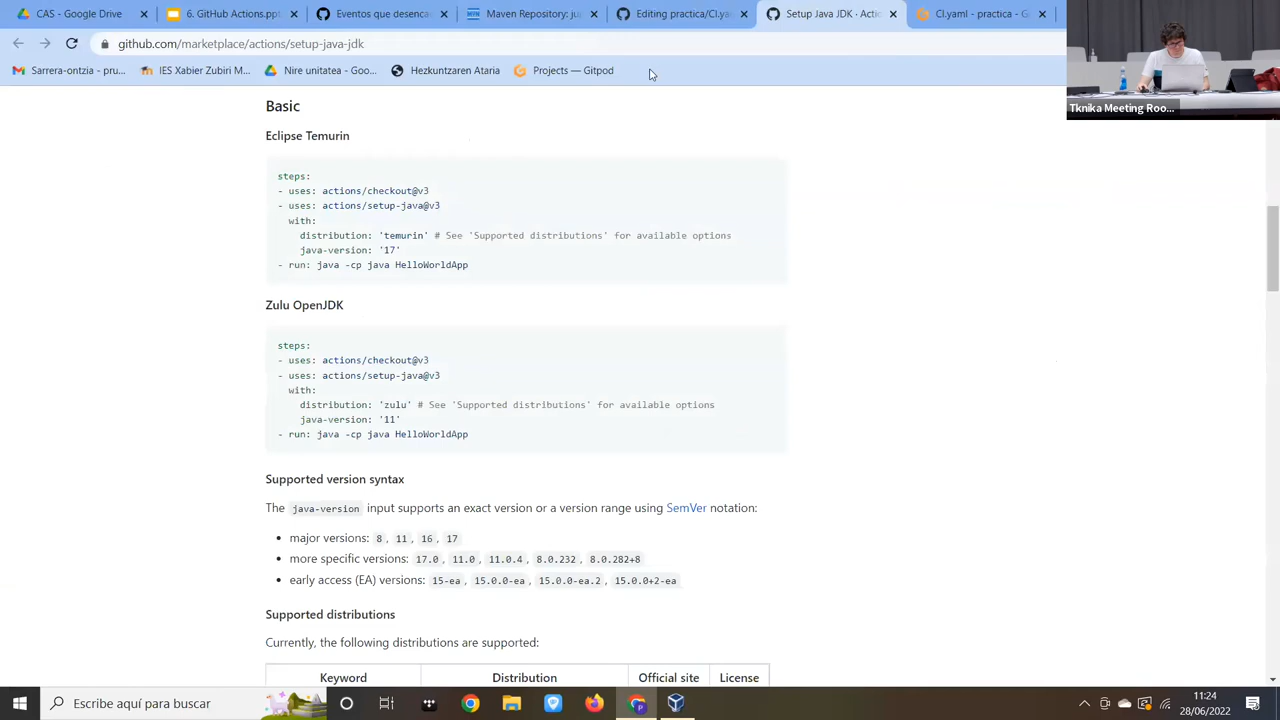 CAS - Unidad
6. Github actions que desenca
Maven Repository: ju
Editing practica/cy.yaml
Setup Java JDK · Actions
CI.yaml - practica - G
github.com/marketplace/actions/setup-java-jdk
Sarrera-ontzia - pru...
IES Xabier Zubiri M...
Nire unitatea - Goo...
Hezkuntzaren Ataria
Projects — Gitpod
Tknika Meeting Roo...
Basic
Eclipse Temurin
steps:
- uses: actions/checkout@v3
- uses: actions/setup-java@v3
with:
distribution: 'temurin' # See 'Supported distributions' for available options
java-version: '17'
- run: java -cp java HelloWorldApp
Zulu OpenJDK
steps:
- uses: actions/checkout@v3
- uses: actions/setup-java@v3
with:
distribution: 'zulu' # See 'Supported distributions' for available options
java-version: '11'
- run: java -cp java HelloWorldApp
Supported version syntax
The java-version input supports an exact version or a version range using SemVer notation:
major versions: 8, 11, 16, 17
more specific versions: 17.0, 11.0, 11.0.4, 8.0.232, 8.0.282+8
early access (EA) versions: 15-ea, 15.0.0-ea, 15.0.0-ea.2, 15.0.0+2-ea
Supported distributions
Currently, the following distributions are supported:
Keyword Distribution Official site License
Escribe aquí para buscar
11:24
28/06/2022